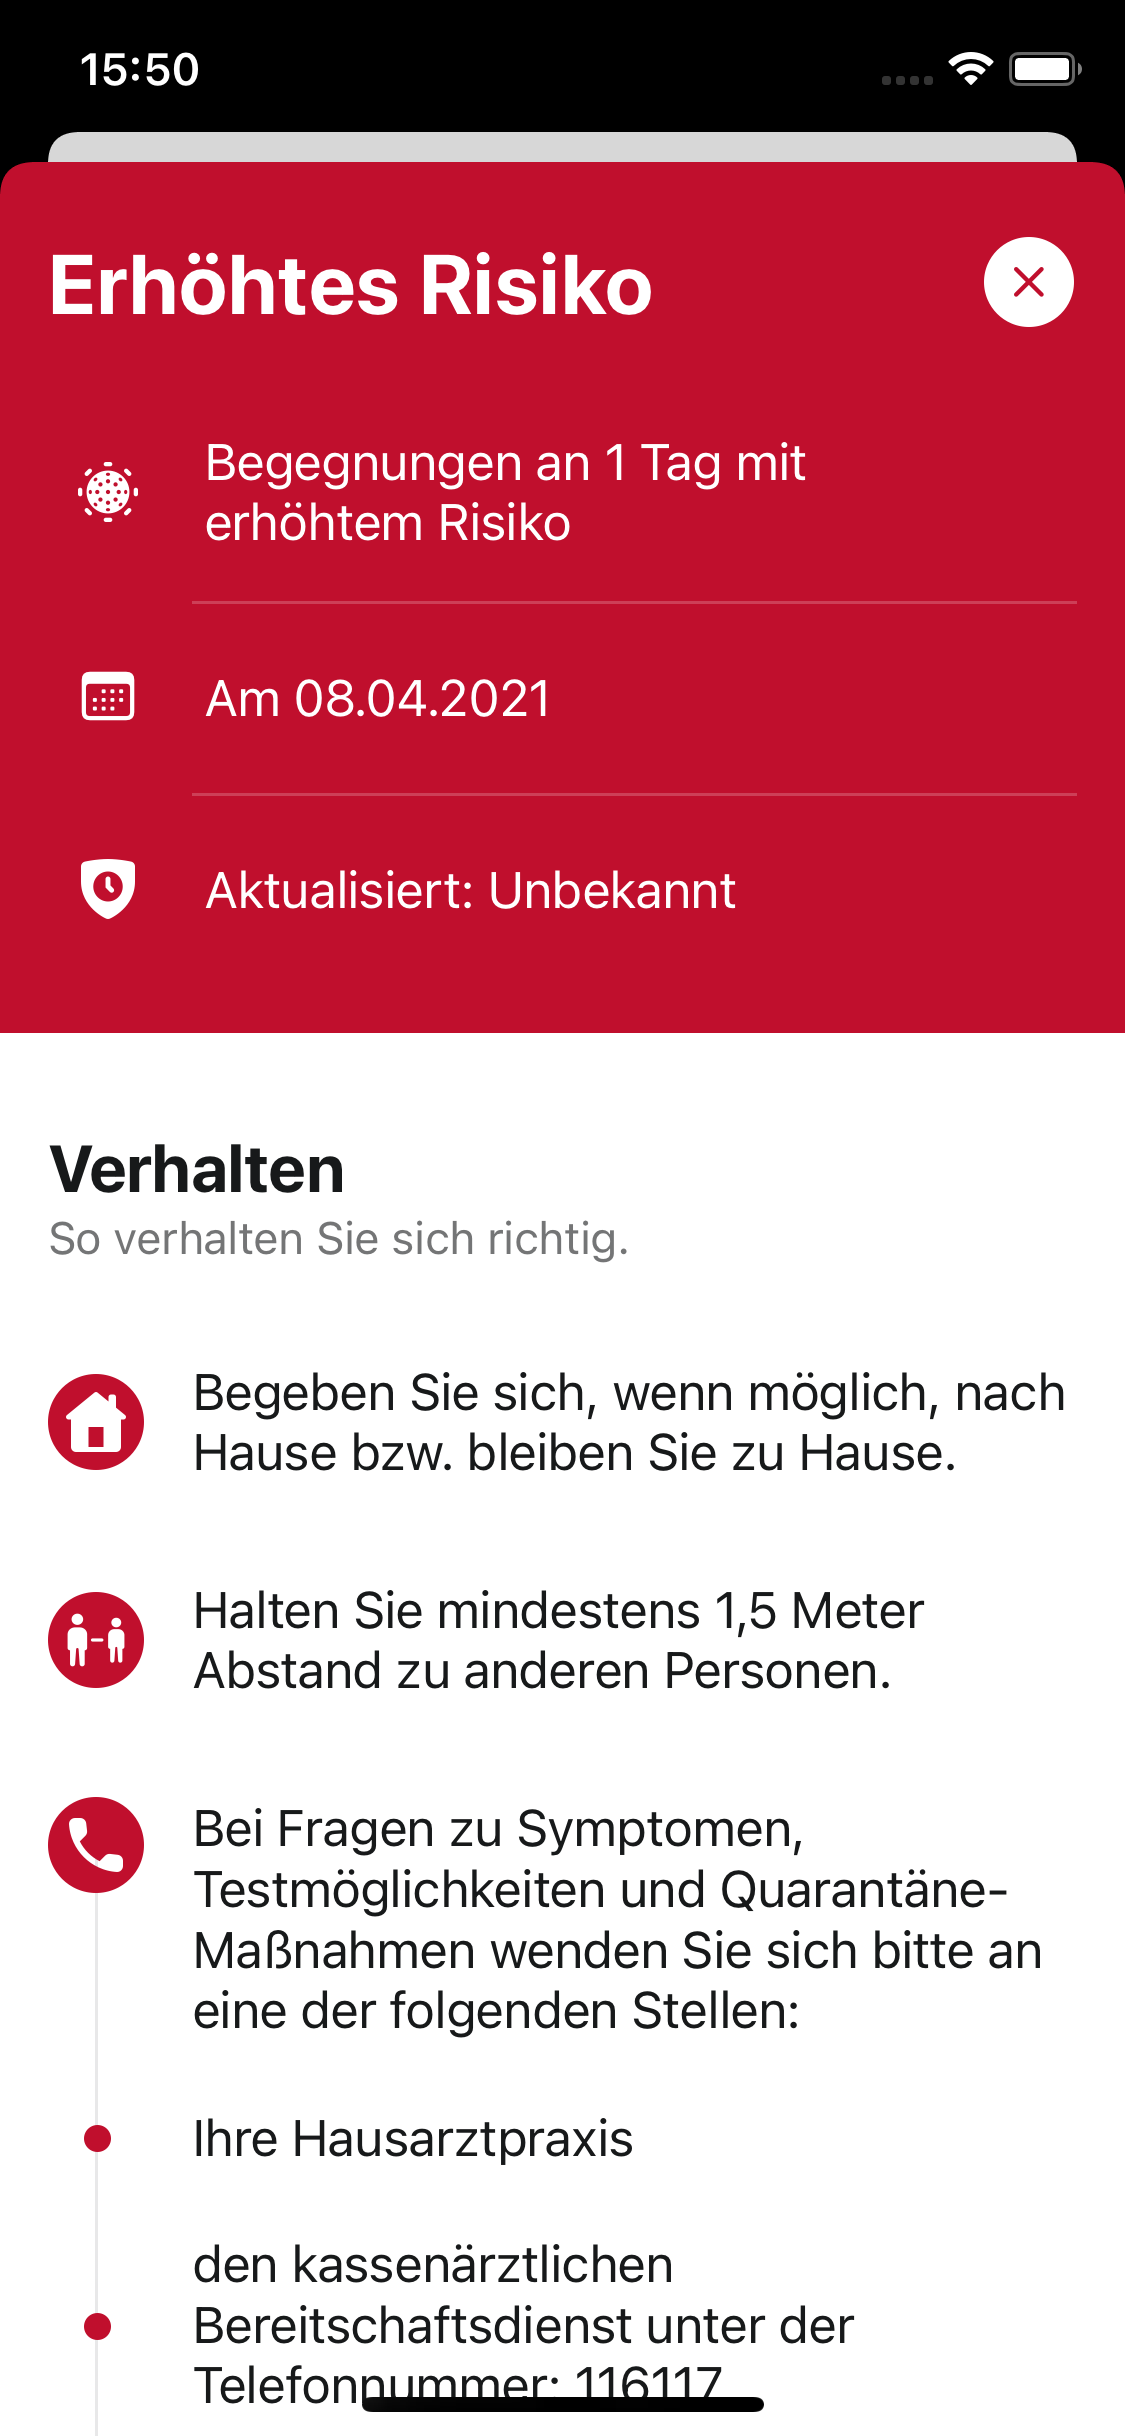 15:50
Erhöhtes Risiko
Begegnungen an 1 Tag mit
erhöhtem Risiko
Am 08.04.2021
Aktualisiert: Unbekannt
Verhalten
So verhalten Sie sich richtig.
Begeben Sie sich, wenn möglich, nach
Hause bzw. bleiben Sie zu Hause.
Halten Sie mindestens 1,5 Meter
Abstand zu anderen Personen.
Bei Fragen zu Symptomen,
Testmöglichkeiten und Quarantäne-
Maßnahmen wenden Sie sich bitte an
eine der folgenden Stellen:
Ihre Hausarztpraxis
den kassenärztlichen
Bereitschaftsdienst unter der
Telefonnummer: 116117